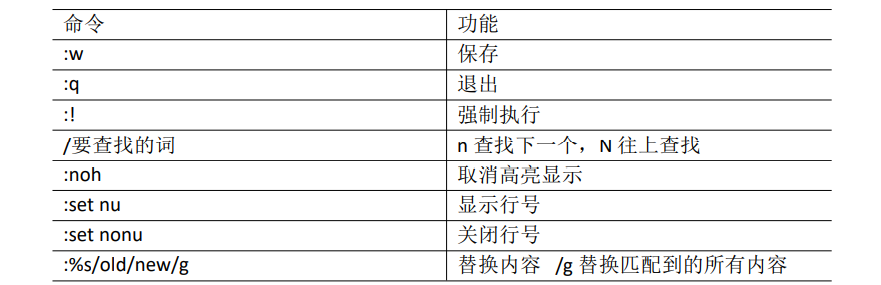 命令 功能
:w 保存
:q 退出
:! 强制执行
/要查找的词 n 查找下一个，N 往上查找
:noh 取消高亮显示
:set nu 显示行号
:set nonu 关闭行号
:%s/old/new/g 替换内容 /g 替换匹配到的所有内容